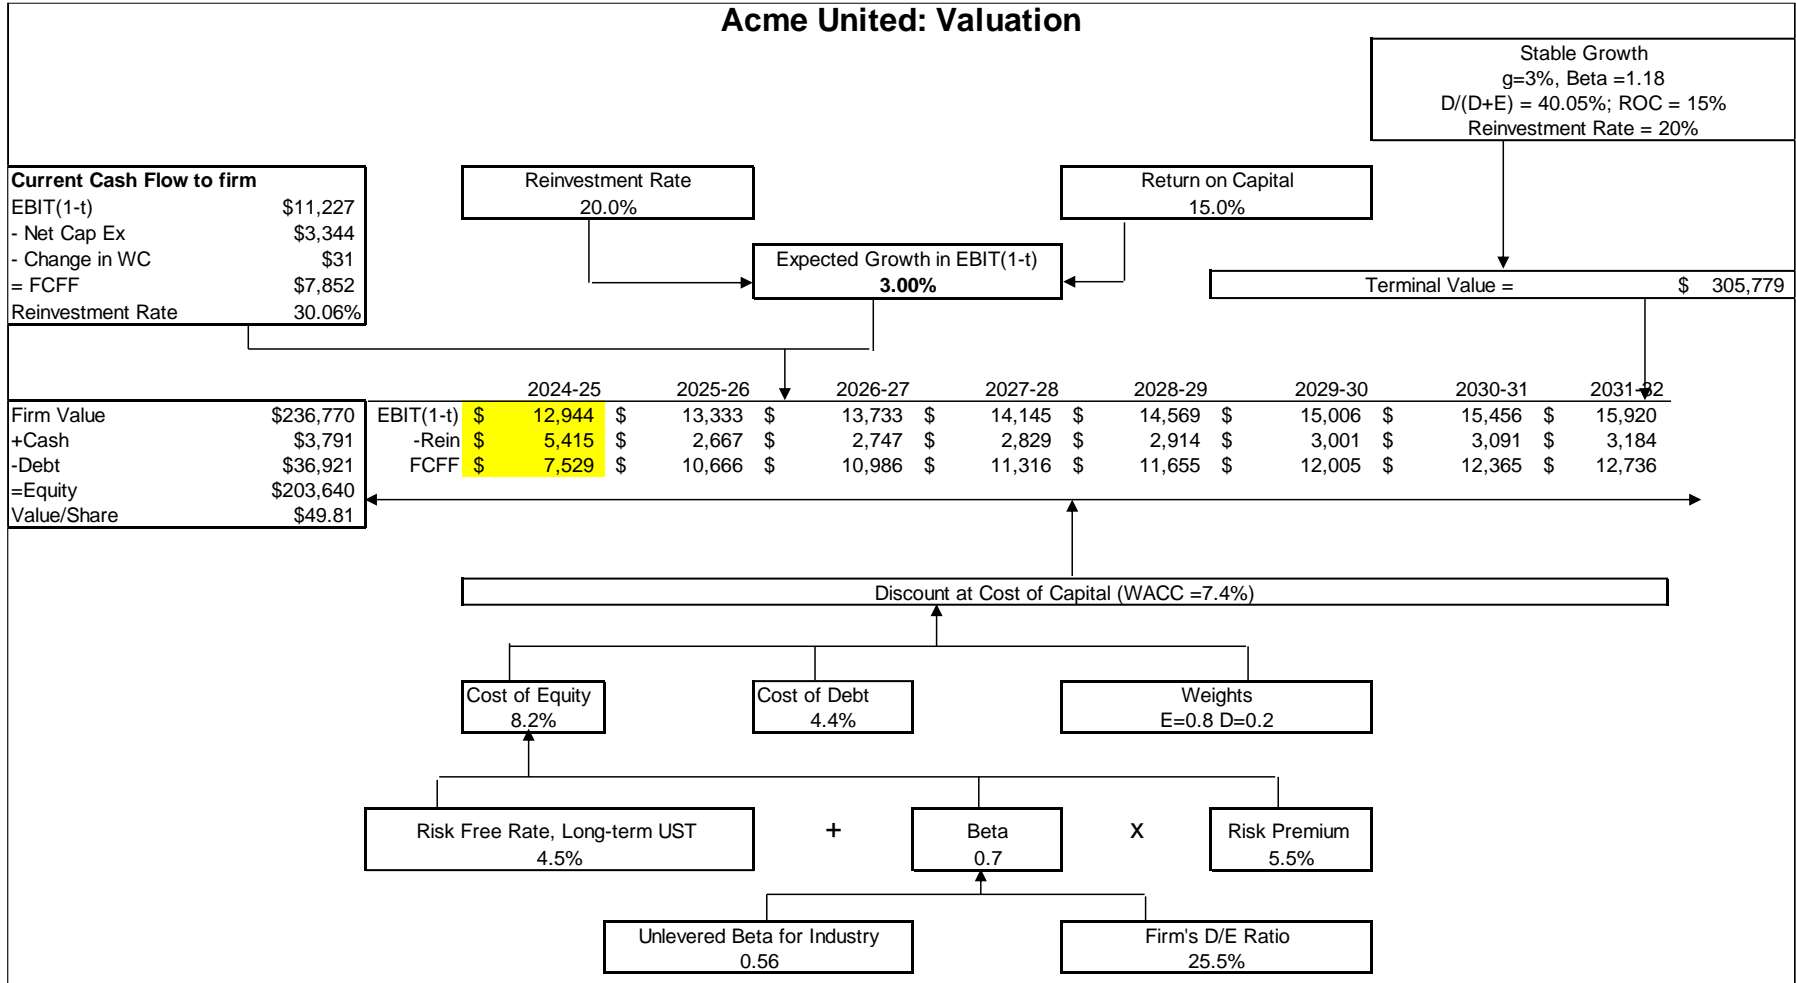 Acme United: Valuation
Stable Growth
g=3%, Beta =1.18
D/(D+E) = 40.05%; ROC = 15%
Reinvestment Rate = 20%
Current Cash Flow to firm
EBIT(1-t) $11,227
- Net Cap Ex $3,344
- Change in WC $31
= FCFF $7,852
Reinvestment Rate 30.06%
Reinvestment Rate
20.0%
Return on Capital
15.0%
Expected Growth in EBIT(1-t)
3.00%
Terminal Value = $ 305,779
2024-25 2025-26 2026-27 2027-28 2028-29 2029-30 2030-31 2031-32
EBIT(1-t) $ 12,944 $ 13,333 $ 13,733 $ 14,145 $ 14,569 $ 15,006 $ 15,456 $ 15,920
-Rein $ 5,415 $ 2,667 $ 2,747 $ 2,829 $ 2,914 $ 3,001 $ 3,091 $ 3,184
FCFF $ 7,529 $ 10,666 $ 10,986 $ 11,316 $ 11,655 $ 12,005 $ 12,365 $ 12,736
Firm Value $236,770
+Cash $3,791
-Debt $36,921
=Equity $203,640
Value/Share $49.81
Discount at Cost of Capital (WACC =7.4%)
Cost of Equity
8.2%
Cost of Debt
4.4%
Weights
E=0.8 D=0.2
Risk Free Rate, Long-term UST
4.5%
+
Beta
0.7
X
Risk Premium
5.5%
Unlevered Beta for Industry
0.56
Firm's D/E Ratio
25.5%